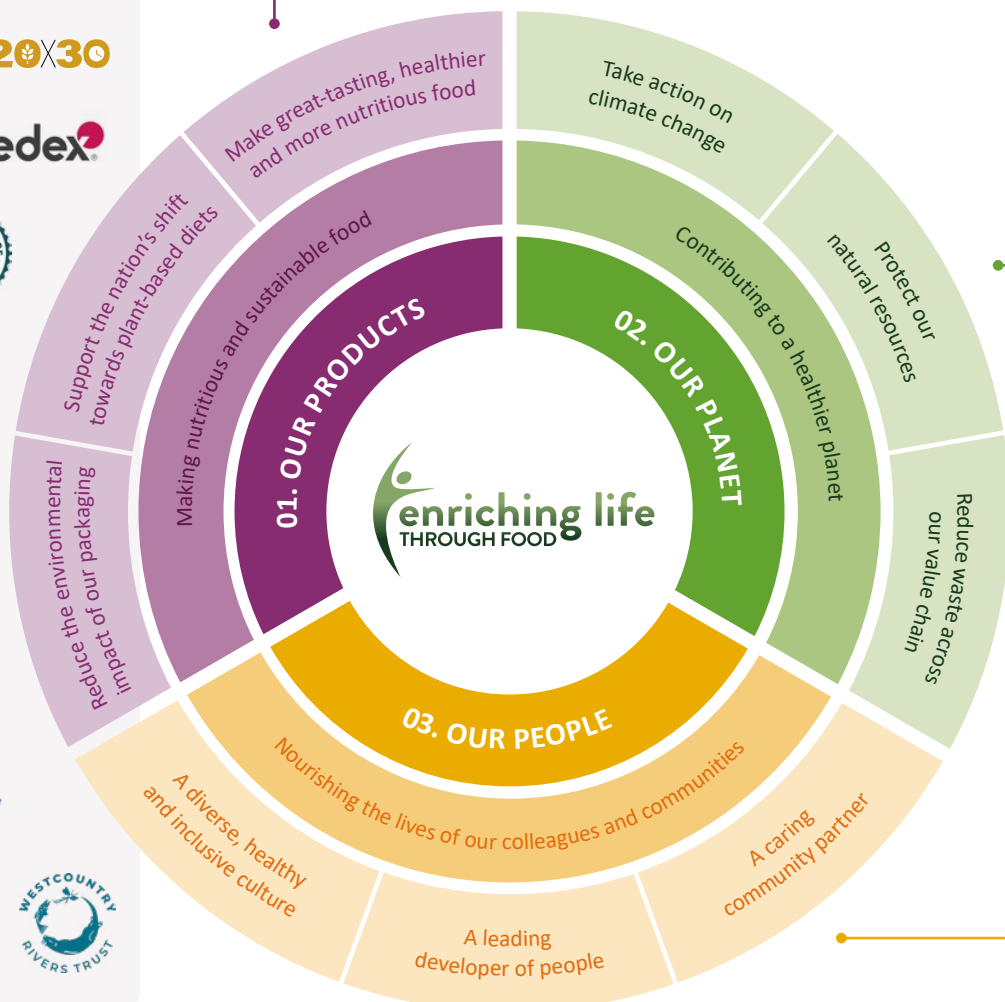 20X30
edex
Make great-tasting, healthier
and more nutritious food
Support the nation's shift
towards plant-based diets
Reduce the environmental
impact of our packaging
Making nutritious and sustainable food
01. OUR PRODUCTS
Take action on
climate change
Protect our
natural resources
Reduce waste across
our value chain
Contributing to a healthier planet
02. OUR PLANET
enriching life
THROUGH FOOD
03. OUR PEOPLE
Nourishing the lives of our colleagues and communities
A diverse, healthy
and inclusive culture
A leading
developer of people
A caring
community partner
WESTCOUNTRY
RIVERS TRUST